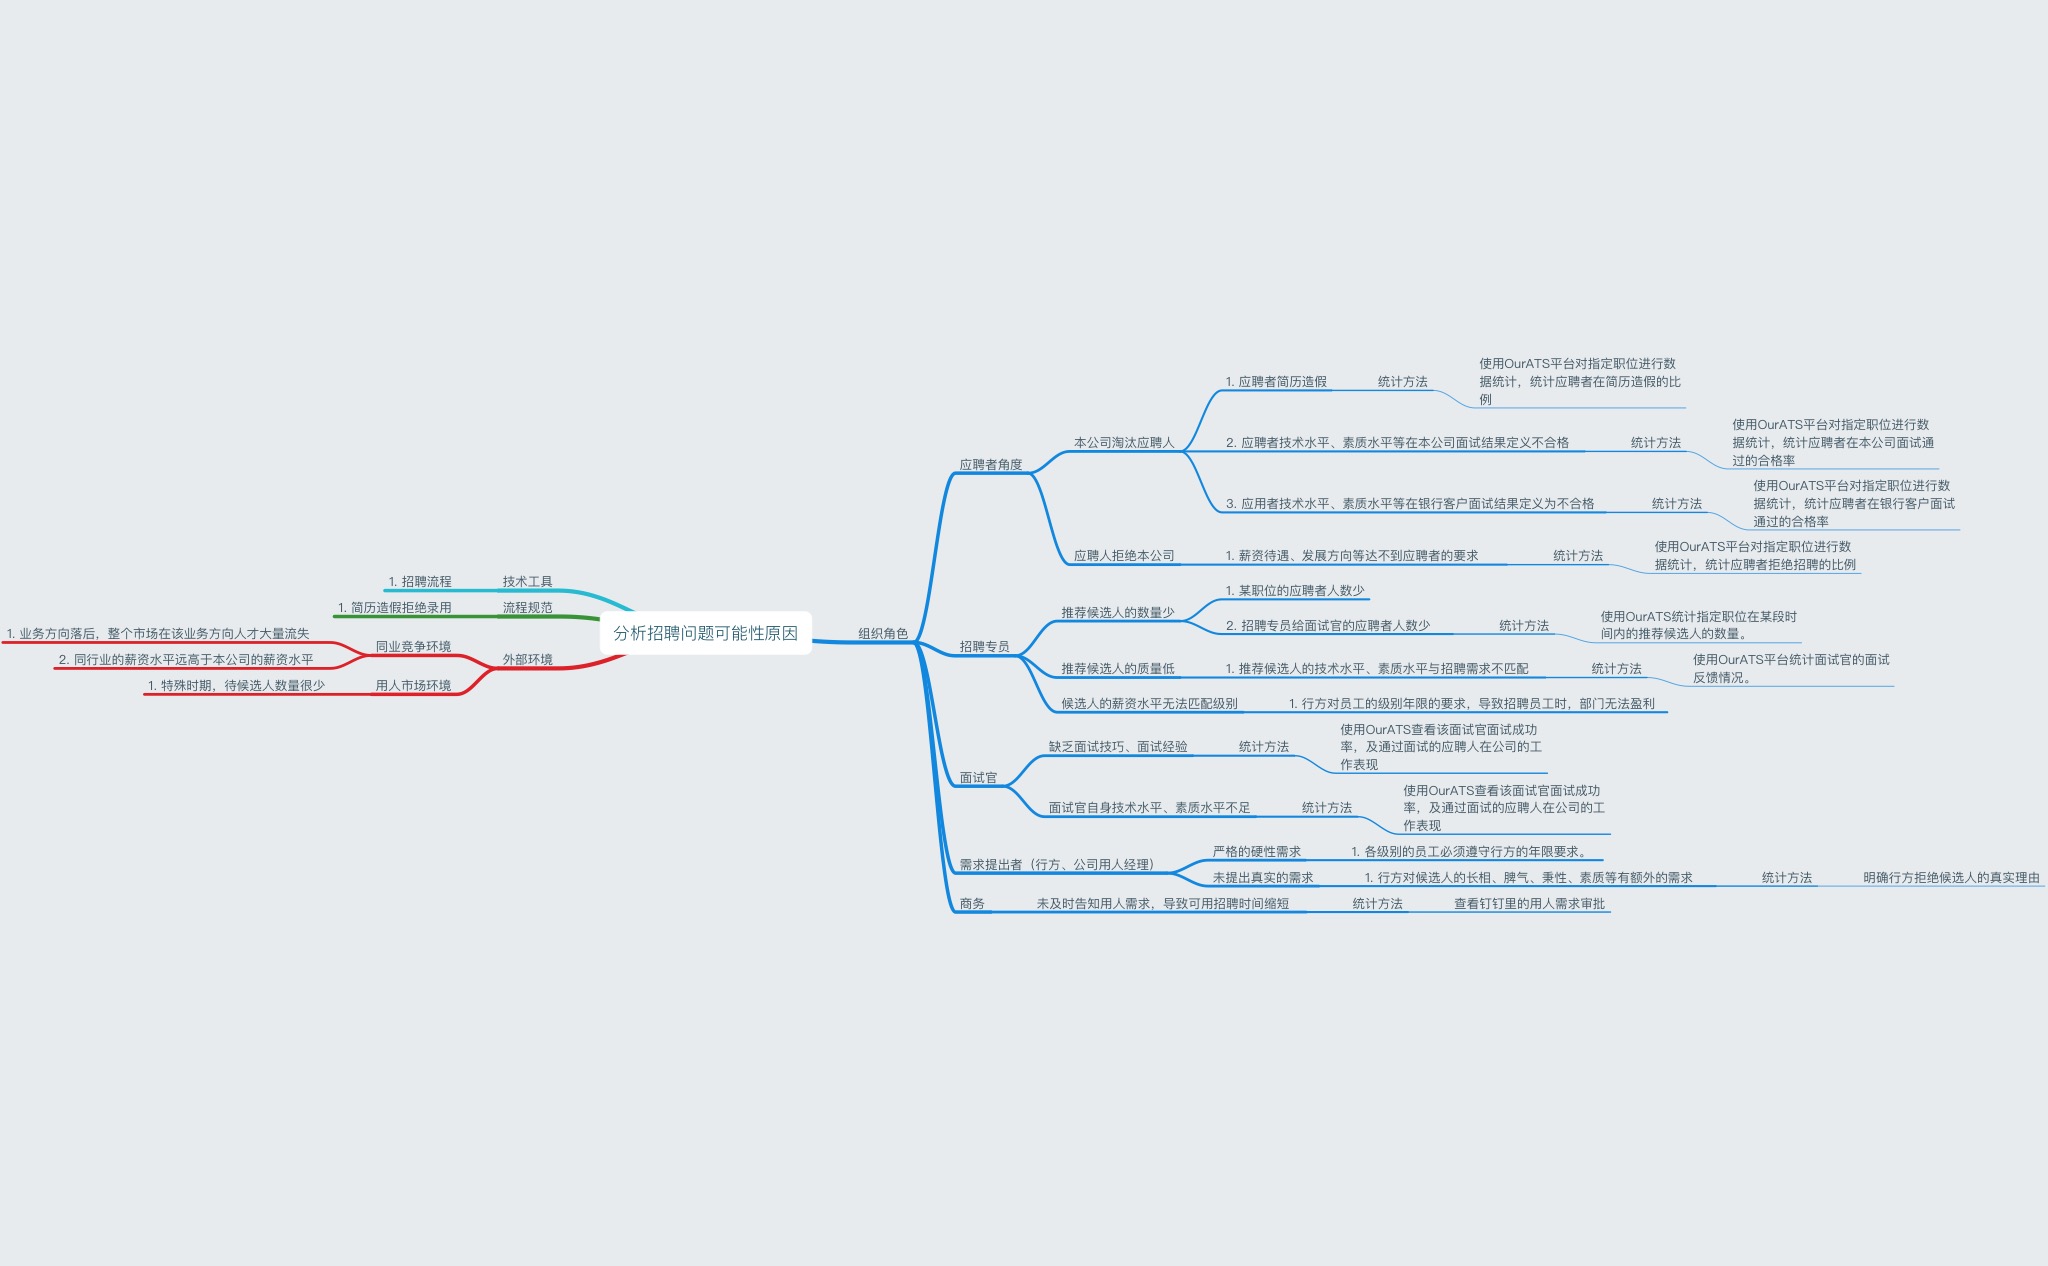 分析招聘问题可能性原因
组织角色
应聘者角度
本公司淘汰应聘人
1. 应聘者简历造假
统计方法
使用OurATS平台对指定职位进行数
据统计，统计应聘者在简历造假的比
例
2. 应聘者技术水平、素质水平等在本公司面试结果定义不合格
统计方法
使用OurATS平台对指定职位进行数
据统计，统计应聘者在本公司面试通
过的合格率
3. 应用者技术水平、素质水平等在银行客户面试结果定义为不合格
统计方法
使用OurATS平台对指定职位进行数
据统计，统计应聘者在银行客户面试
通过的合格率
应聘人拒绝本公司
1. 薪资待遇、发展方向等达不到应聘者的要求
统计方法
使用OurATS平台对指定职位进行数
据统计，统计应聘者拒绝招聘的比例
招聘专员
推荐候选人的数量少
1. 某职位的应聘者人数少
2. 招聘专员给面试官的应聘者人数少
统计方法
使用OurATS统计指定职位在某段时
间内的推荐候选人的数量。
推荐候选人的质量低
1. 推荐候选人的技术水平、素质水平与招聘需求不匹配
统计方法
使用OurATS平台统计面试官的面试
反馈情况。
候选人的薪资水平无法匹配级别
1. 行方对员工的级别年限的要求，导致招聘员工时，部门无法盈利
面试官
缺乏面试技巧、面试经验
统计方法
使用OurATS查看该面试官面试成功
率，及通过面试的应聘人在公司的工
作表现
面试官自身技术水平、素质水平不足
统计方法
使用OurATS查看该面试官面试成功
率，及通过面试的应聘人在公司的工
作表现
需求提出者（行方、公司用人经理）
严格的硬性需求
1. 各级别的员工必须遵守行方的年限要求。
未提出真实的需求
1. 行方对候选人的长相、脾气、秉性、素质等有额外的需求
统计方法
明确行方拒绝候选人的真实理由
商务
未及时告知用人需求，导致可用招聘时间缩短
统计方法
查看钉钉里的用人需求审批
技术工具
1. 招聘流程
流程规范
1. 简历造假拒绝录用
外部环境
同业竞争环境
1. 业务方向落后，整个市场在该业务方向人才大量流失
2. 同行业的薪资水平远高于本公司的薪资水平
用人市场环境
1. 特殊时期，待候选人数量很少